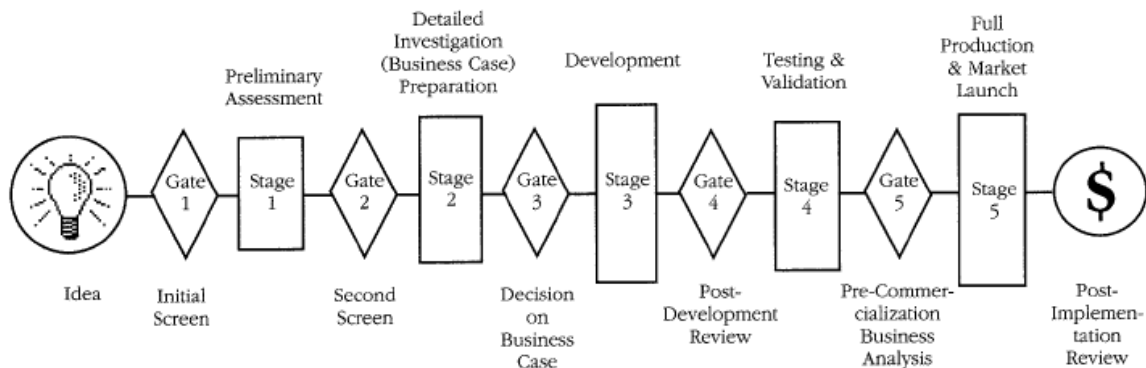 Detailed
Investigation
(Business Case)
Preparation
Full
Production
& Market
Launch
Preliminary
Assessment
Development
Testing &
Validation
Gate
1
Stage
1
Gate
2
Stage
2
Gate
3
Stage
3
Gate
4
Stage
4
Gate
5
Stage
5
$
Idea
Initial
Screen
Second
Screen
Decision
on
Business
Case
Post-
Development
Review
Pre-Commer-
cialization
Business
Analysis
Post-
Implemen-
tation
Review